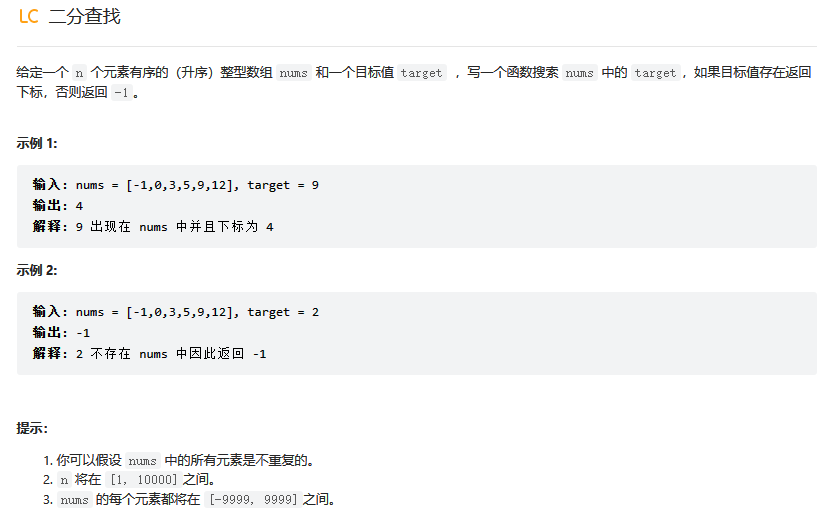 LC 二分查找
给定一个 n 个元素有序的（升序）整型数组 nums 和一个目标值 target ，写一个函数搜索 nums 中的 target，如果目标值存在返回
下标，否则返回 -1。
示例 1:
输入: nums = [-1,0,3,5,9,12], target = 9
输出: 4
解释: 9 出现在 nums 中并且下标为 4
示例 2:
输入: nums = [-1,0,3,5,9,12], target = 2
输出: -1
解释: 2 不存在 nums 中因此返回 -1
提示：
1. 你可以假设 nums 中的所有元素是不重复的。
2. n 将在 [1, 10000]之间。
3. nums 的每个元素都将在 [-9999, 9999]之间。